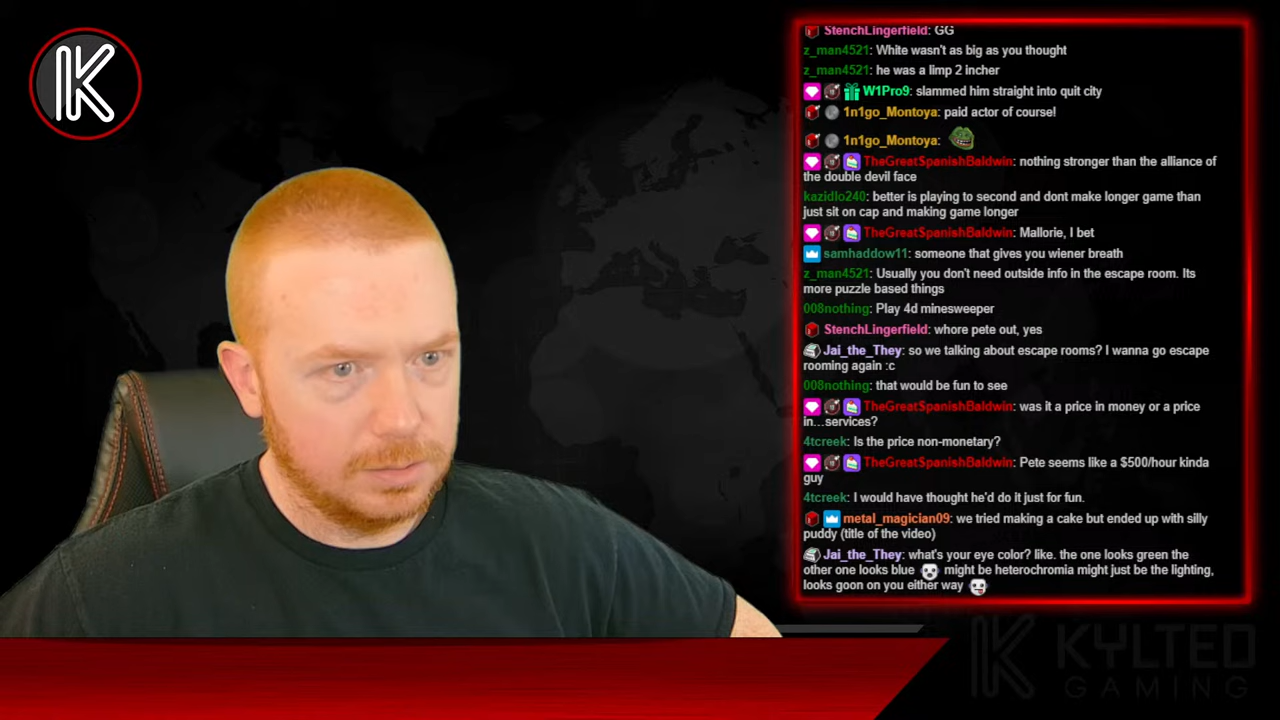 K
StenchLingerfield: GG
z_man4521: White wasn't as big as you thought
z_man4521: he was a limp 2 incher
W1Pro9: slammed him straight into quit city
1n1go_Montoya: paid actor of course!
1n1go_Montoya:
TheGreatSpanishBaldwin: nothing stronger than the alliance of
the double devil face
kazidlo240: better is playing to second and dont make longer game than
just sit on cap and making game longer
TheGreatSpanishBaldwin: Mallorie, I bet
samhaddow11: someone that gives you wiener breath
z_man4521: Usually you don't need outside info in the escape room. Its
more puzzle based things
008nothing: Play 4d minesweeper
StenchLingerfield: whore pete out, yes
Jai_the_They: so we talking about escape rooms? I wanna go escape
rooming again :c
008nothing: that would be fun to see
TheGreatSpanishBaldwin: was it a price in money or a price
in...services?
4tcreek: Is the price non-monetary?
TheGreatSpanishBaldwin: Pete seems like a $500/hour kinda
guy
4tcreek: I would have thought he'd do it just for fun.
metal_magician09: we tried making a cake but ended up with silly
puddy (title of the video)
Jai_the_They: what's your eye color? like. the one looks green the
other one looks blue might be heterochromia might just be the lighting,
looks goon on you either way
K KYLTED
GAMING